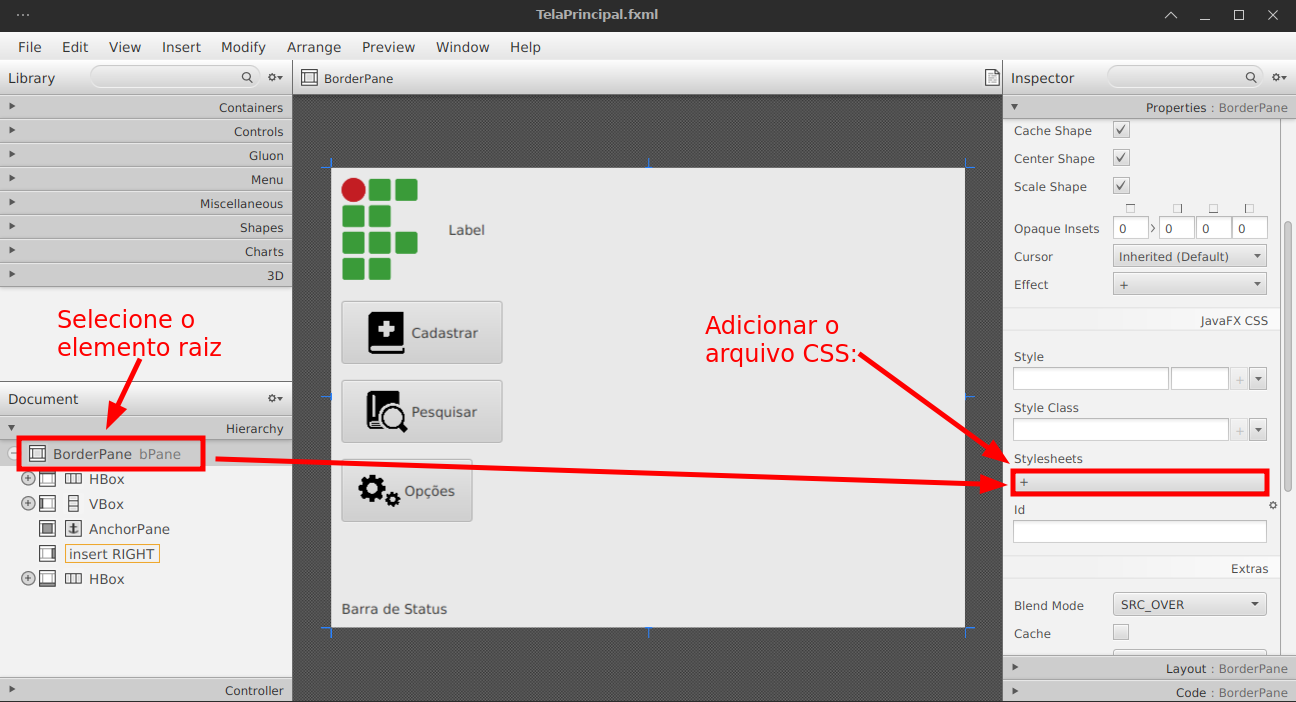 TelaPrincipal.fxml
File Edit View Insert Modify Arrange Preview Window Help
Library
Containers
Controls
Gluon
Menu
Miscellaneous
Shapes
Charts
3D
Selecione o
elemento raiz
Document
Hierarchy
BorderPane bPane
HBox
VBox
AnchorPane
insert RIGHT
HBox
Controller
BorderPane
Label
Cadastrar
Pesquisar
Opções
Barra de Status
Adicionar o
arquivo CSS:
Inspector
Properties : BorderPane
Cache Shape
Center Shape
Scale Shape
Opaque Insets 0 0 0 0
Cursor Inherited (Default)
Effect +
JavaFX CSS
Style
+
Style Class
+
Stylesheets
+
Id
Extras
Blend Mode SRC_OVER
Cache
Layout : BorderPane
Code : BorderPane